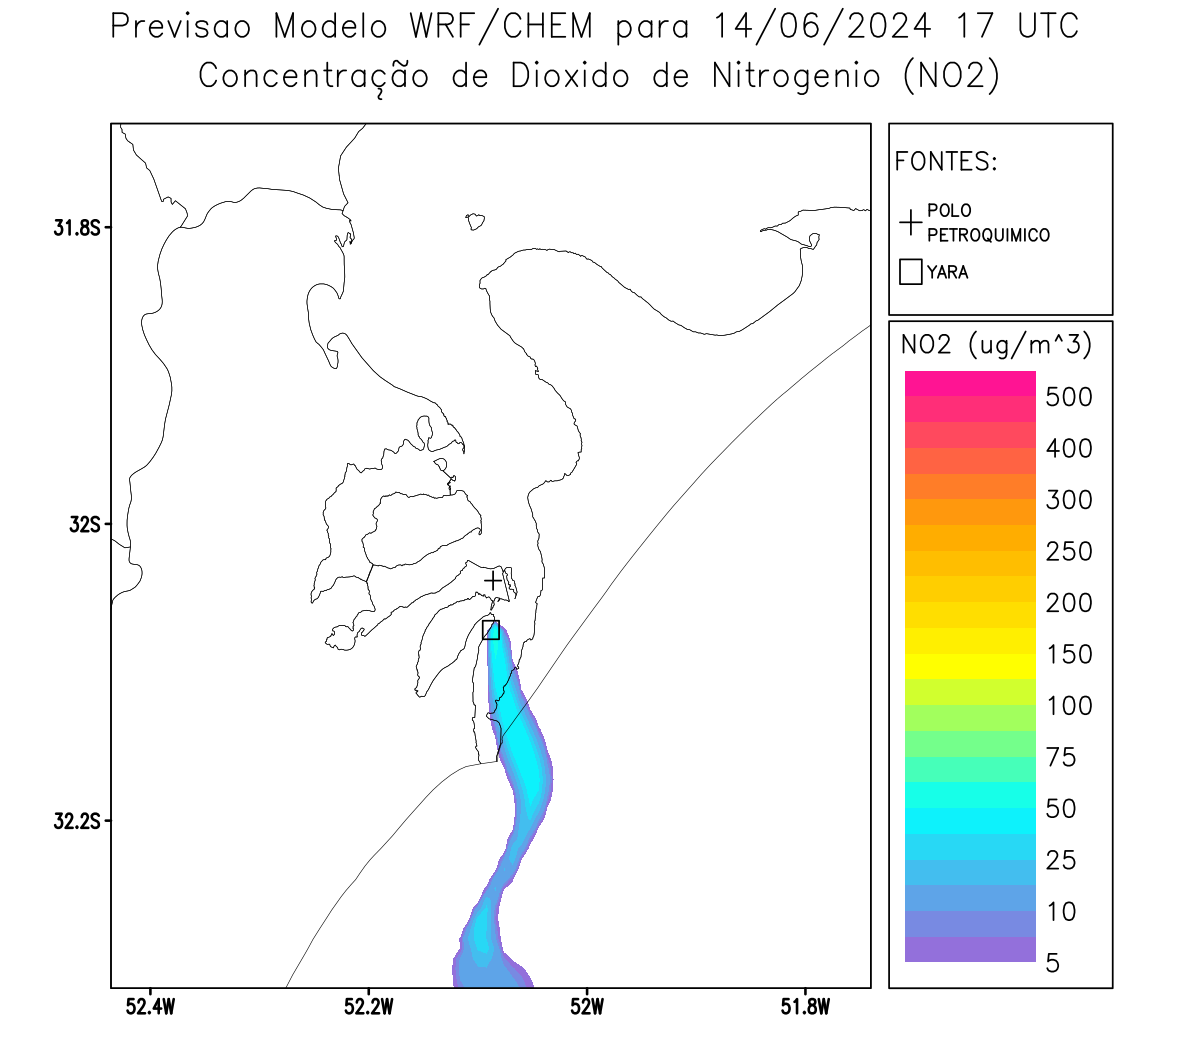 Previsao Modelo WRF/CHEM para 14/06/2024 17 UTC
Concentração de Dioxido de Nitrogenio (NO2)
FONTES:
POLO
PETROQUIMICO
YARA
NO2 (ug/m^3)
500
400
300
250
200
150
100
75
50
25
10
5
31.8S
32S
32.2S
52.4W
52.2W
52W
51.8W